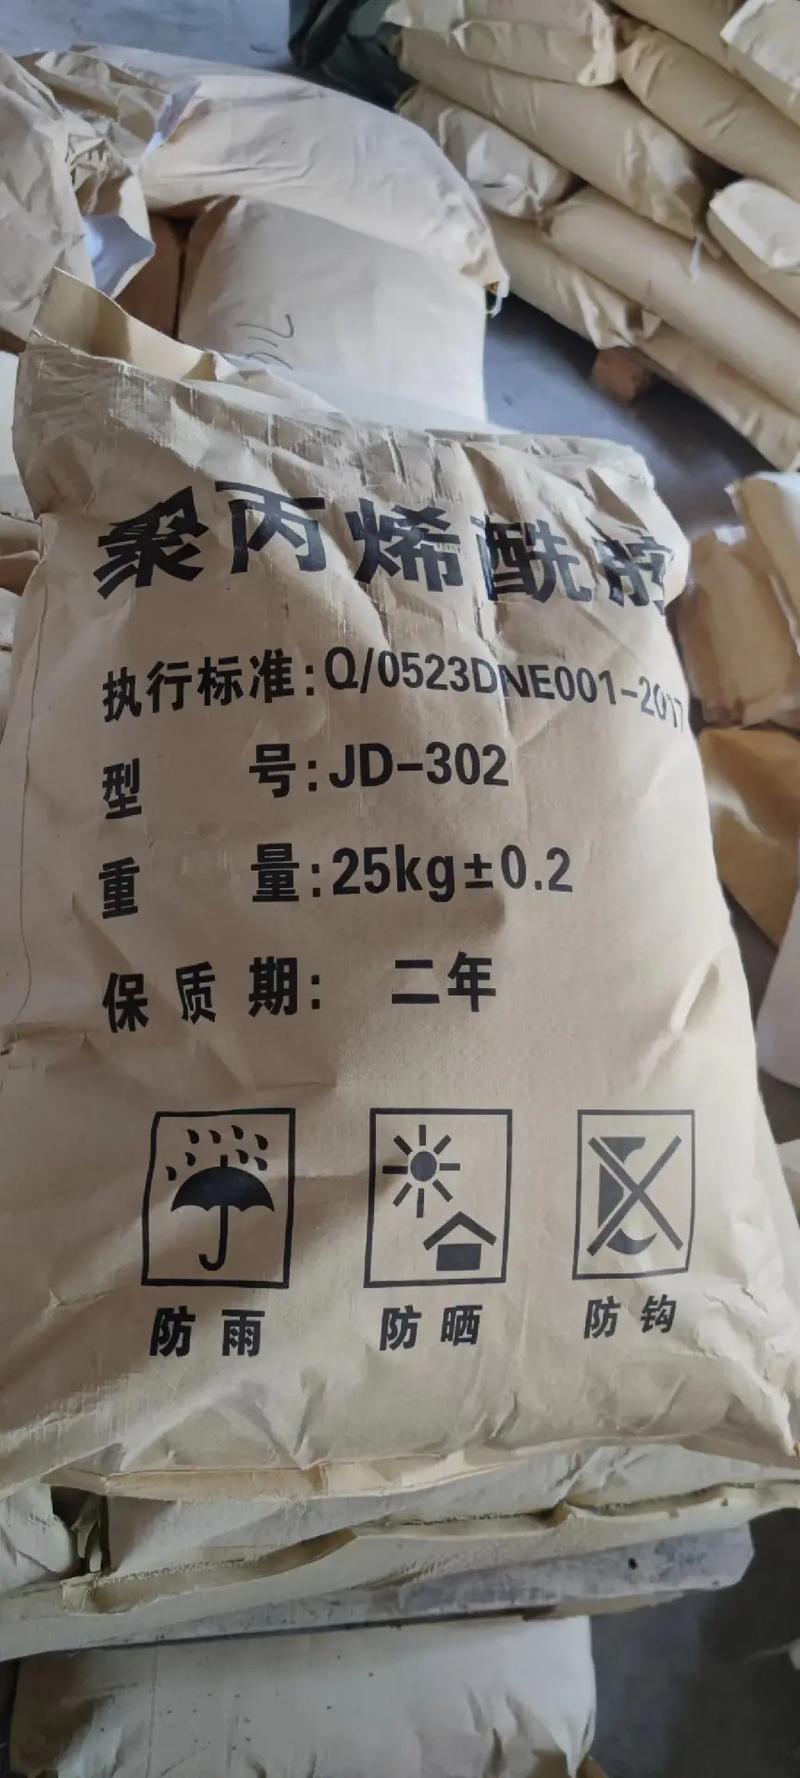 聚丙烯酰胺
执行标准:Q/0523DNE001-2017
型号:JD-302
重量:25kg±0.2
保质期: 二年
防雨 防晒 防钩